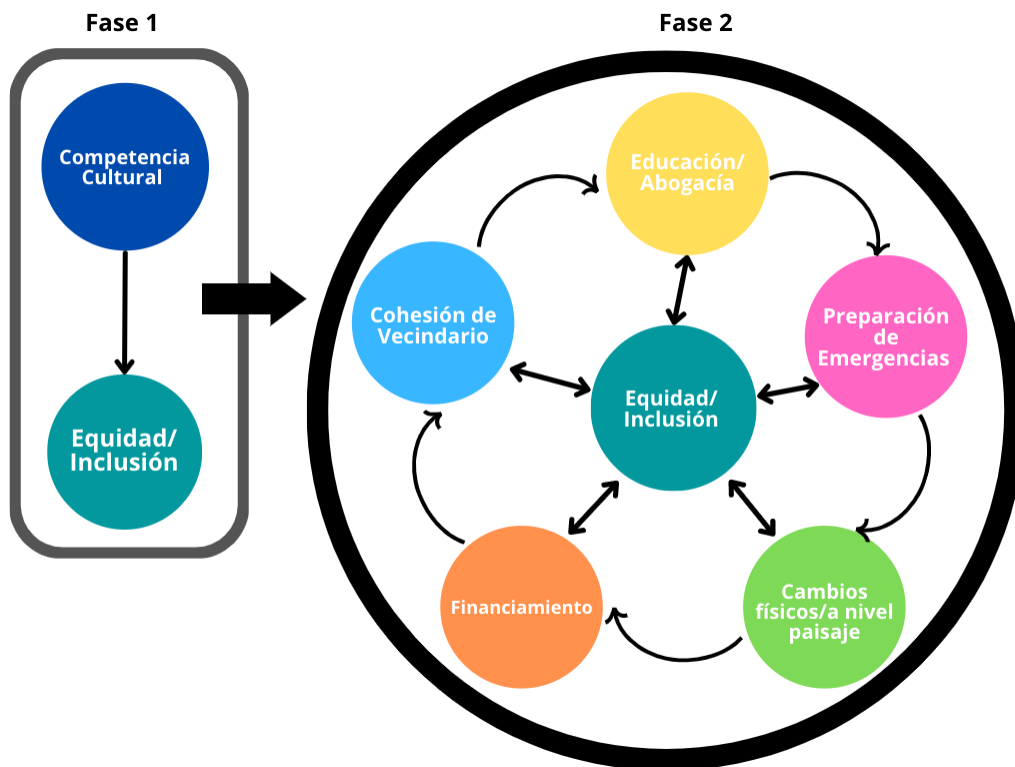 Fase 1
Competencia
Cultural
Equidad/
Inclusión
Fase 2
Educación/
Abogacía
Preparación
de
Emergencias
Cambios
físicos/a nivel
paisaje
Financiamiento
Cohesión de
Vecindario
Equidad/
Inclusión